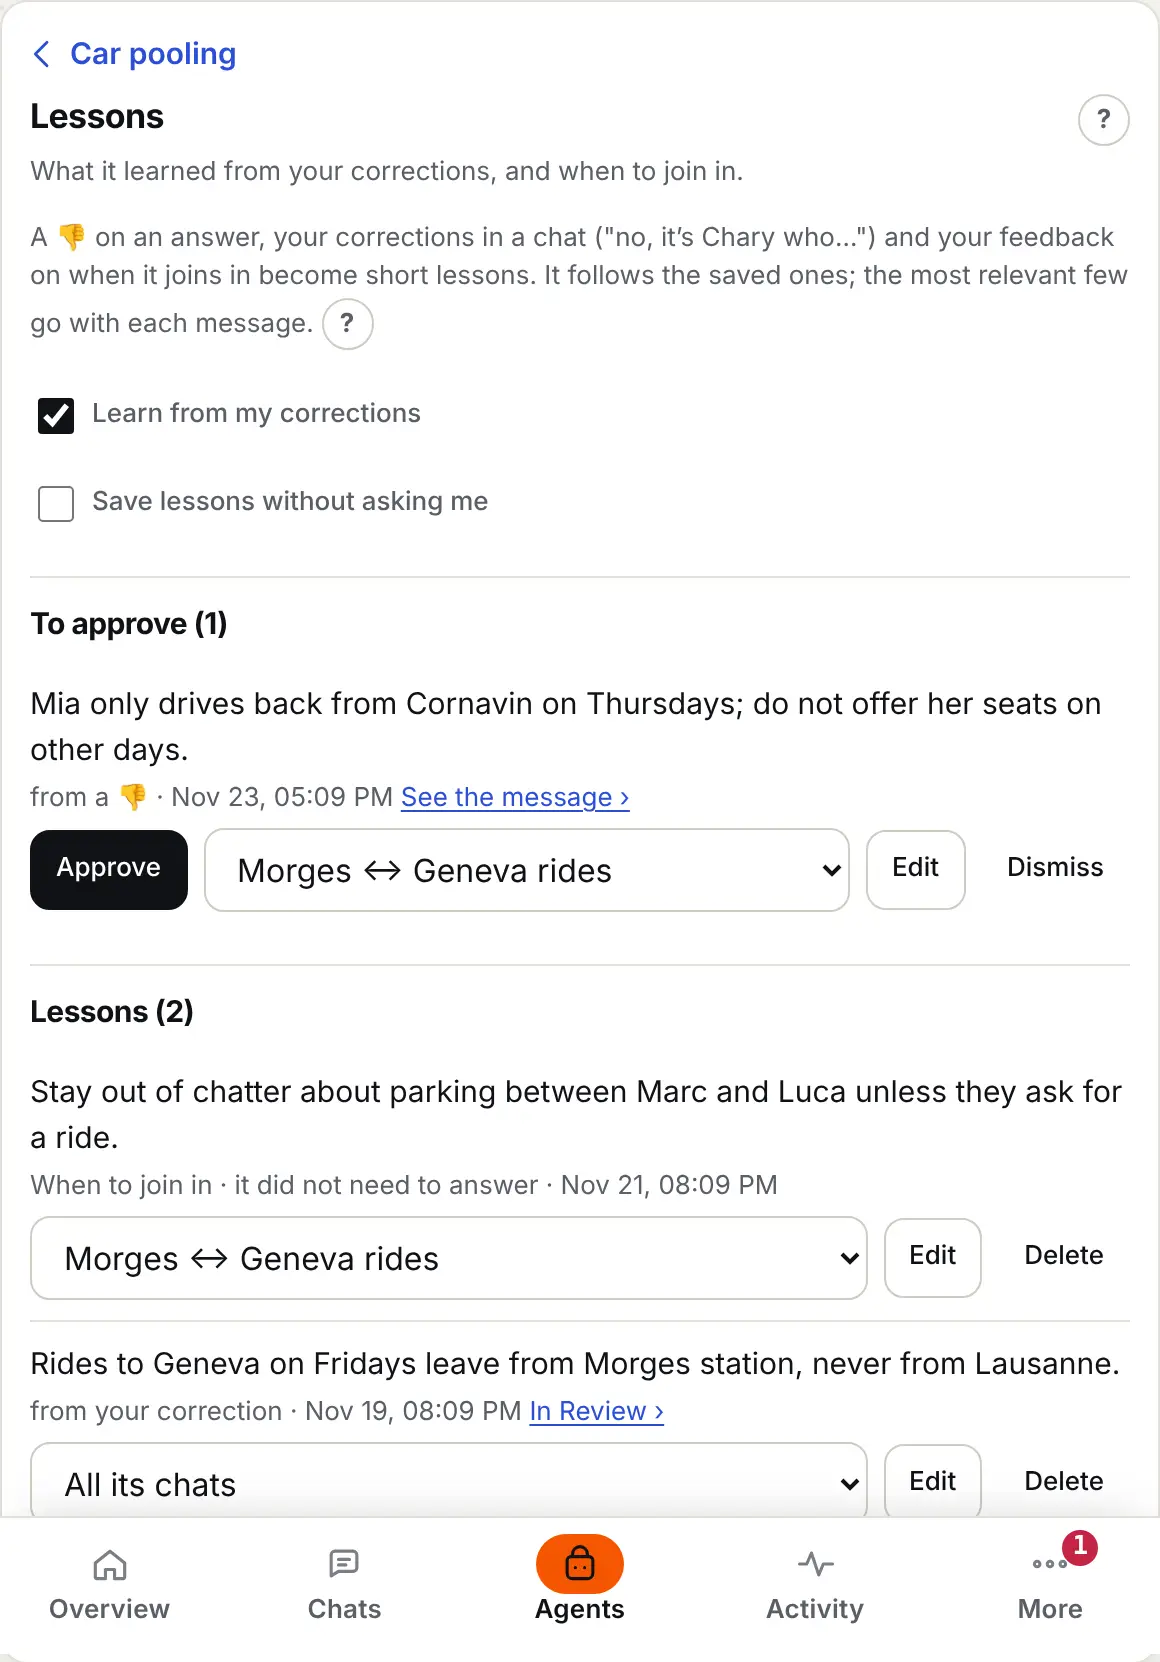 Car pooling
Lessons
?
What it learned from your corrections, and when to join in.
A 👎 on an answer, your corrections in a chat ("no, it’s Chary who…") and your feedback
on when it joins in become short lessons. It follows the saved ones; the most relevant few
go with each message. ?
Learn from my corrections
Save lessons without asking me
To approve (1)
Mia only drives back from Cornavin on Thursdays; do not offer her seats on
other days.
from a 👎 · Nov 23, 05:09 PM See the message ›
Approve Morges ↔ Geneva rides Edit Dismiss
Lessons (2)
Stay out of chatter about parking between Marc and Luca unless they ask for
a ride.
When to join in · it did not need to answer · Nov 21, 08:09 PM
Morges ↔ Geneva rides Edit Delete
Rides to Geneva on Fridays leave from Morges station, never from Lausanne.
from your correction · Nov 19, 08:09 PM In Review ›
All its chats Edit Delete
1
Overview Chats Agents Activity More